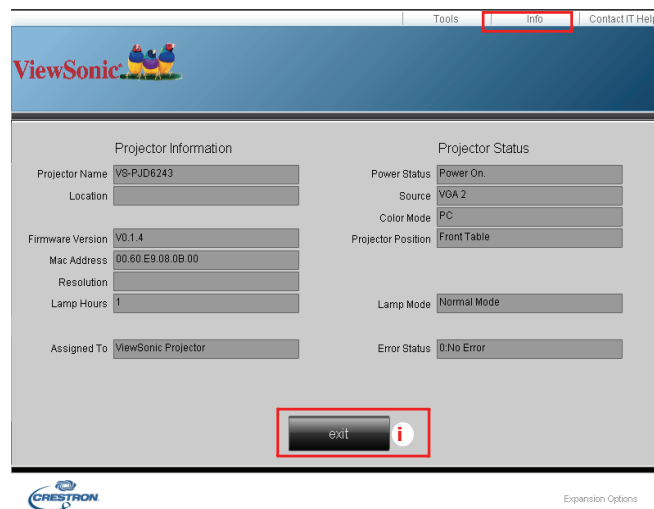 Tools Info Contact IT Help
ViewSonic
Projector Information
Projector Name VS-PJD6243
Location
Firmware Version V0.1.4
Mac Address 00.60.E9.08.0B.00
Resolution
Lamp Hours 1
Assigned To ViewSonic Projector
Projector Status
Power Status Power On.
Source VGA 2
Color Mode PC
Projector Position Front Table
Lamp Mode Normal Mode
Error Status 0:No Error
exit i
CRESTRON
Expansion Options